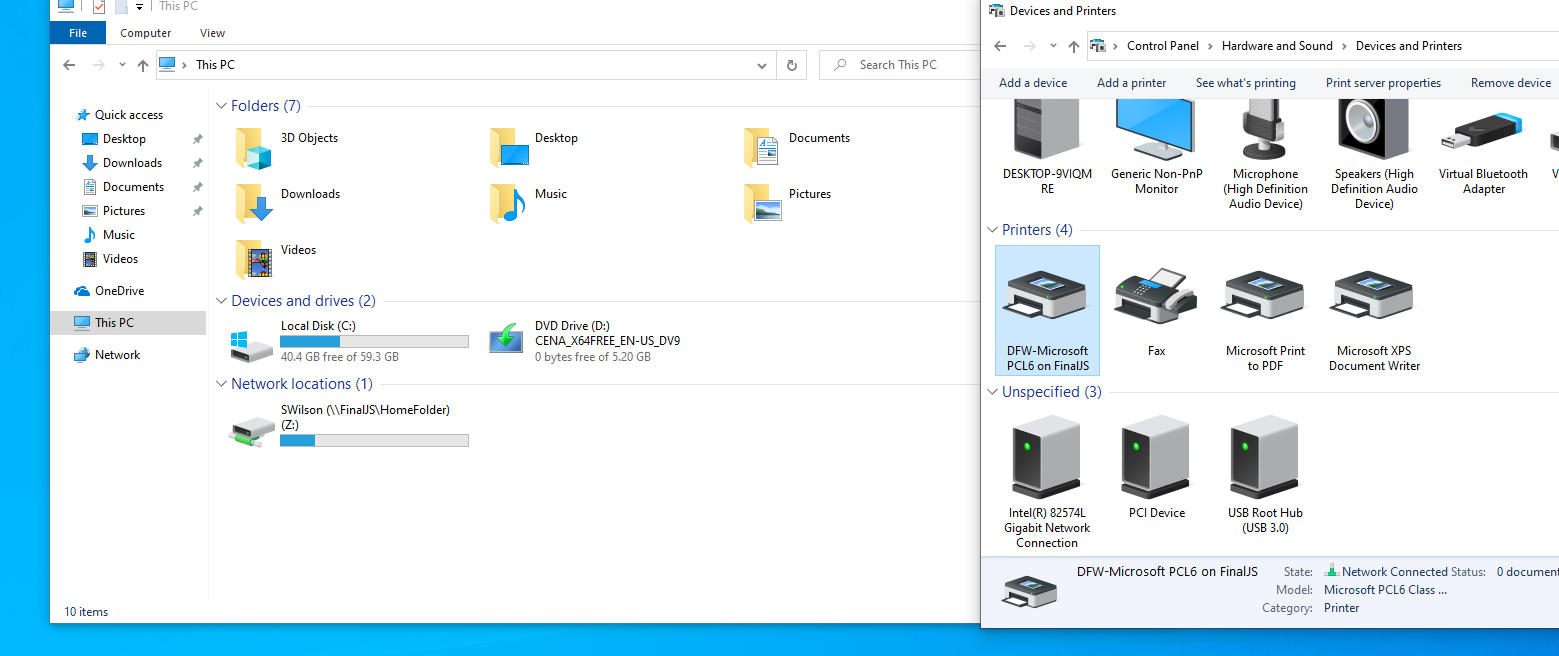 This PC
File
Computer
View
This PC
Search This PC
Quick access
Desktop
Downloads
Documents
Pictures
Music
Videos
OneDrive
This PC
Network
Folders (7)
3D Objects
Desktop
Documents
Downloads
Music
Pictures
Videos
Devices and drives (2)
Local Disk (C:)
40.4 GB free of 59.3 GB
DVD Drive (D:)
CENA_X64FREE_EN-US_DV9
0 bytes free of 5.20 GB
Network locations (1)
SWilson (\\FinalJS\HomeFolder)
(Z:)
10 items
Devices and Printers
Control Panel > Hardware and Sound > Devices and Printers
Add a device
Add a printer
See what's printing
Print server properties
Remove device
DESKTOP-9VIQM
RE
Generic Non-PnP
Monitor
Microphone
(High Definition
Audio Device)
Speakers (High
Definition Audio
Device)
Virtual Bluetooth
Adapter
Printers (4)
DFW-Microsoft
PCL6 on FinalJS
Fax
Microsoft Print
to PDF
Microsoft XPS
Document Writer
Unspecified (3)
Intel(R) 82574L
Gigabit Network
Connection
PCI Device
USB Root Hub
(USB 3.0)
DFW-Microsoft PCL6 on FinalJS
State: Network Connected Status: 0 document
Model: Microsoft PCL6 Class ...
Category: Printer